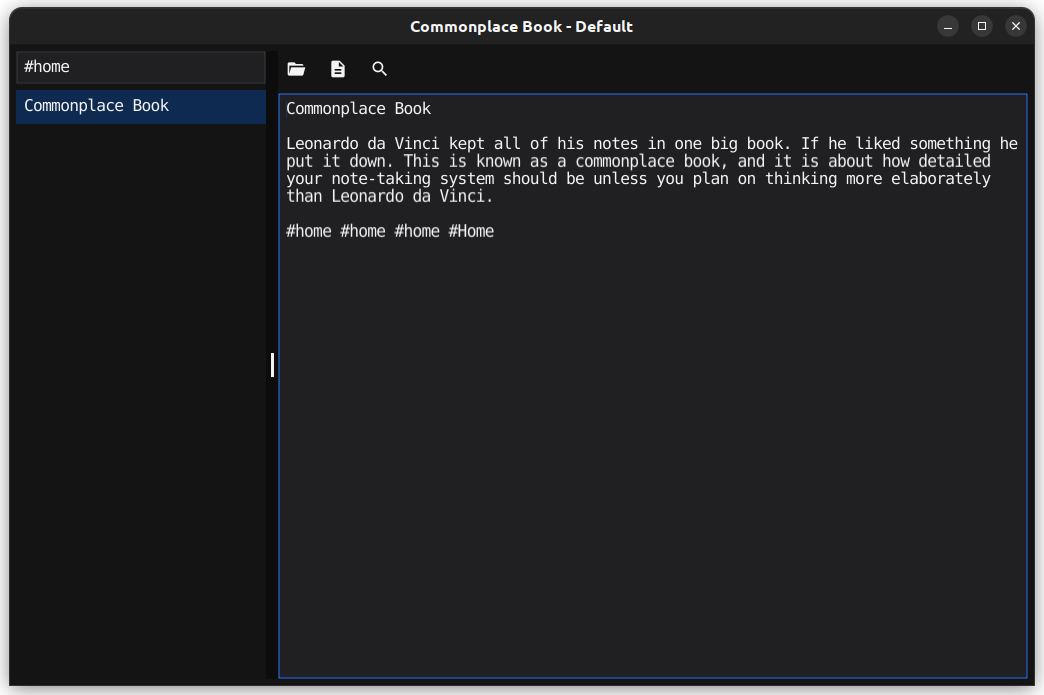 Commonplace Book - Default
#home
Commonplace Book
Commonplace Book
Leonardo da Vinci kept all of his notes in one big book. If he liked something he
put it down. This is known as a commonplace book, and it is about how detailed
your note-taking system should be unless you plan on thinking more elaborately
than Leonardo da Vinci.
#home #home #home #Home